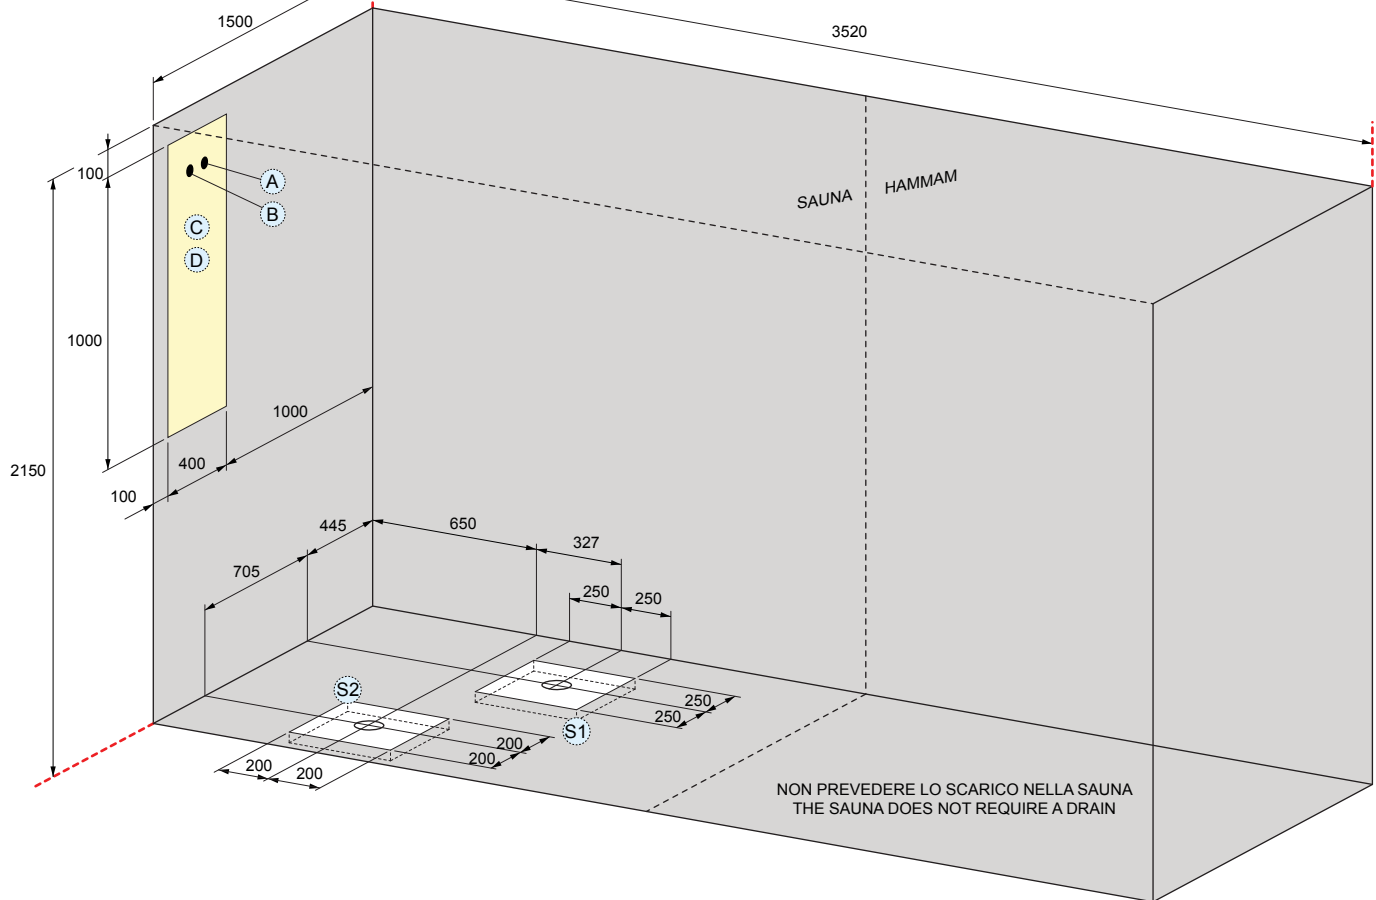 1500
3520
100
A
SAUNA
HAMMAM
B
C
D
1000
1000
400
2150
100
445
650
327
705
250
250
S2
250
250
S1
200
200
200
200
NON PREVEDERE LO SCARICO NELLA SAUNA
THE SAUNA DOES NOT REQUIRE A DRAIN